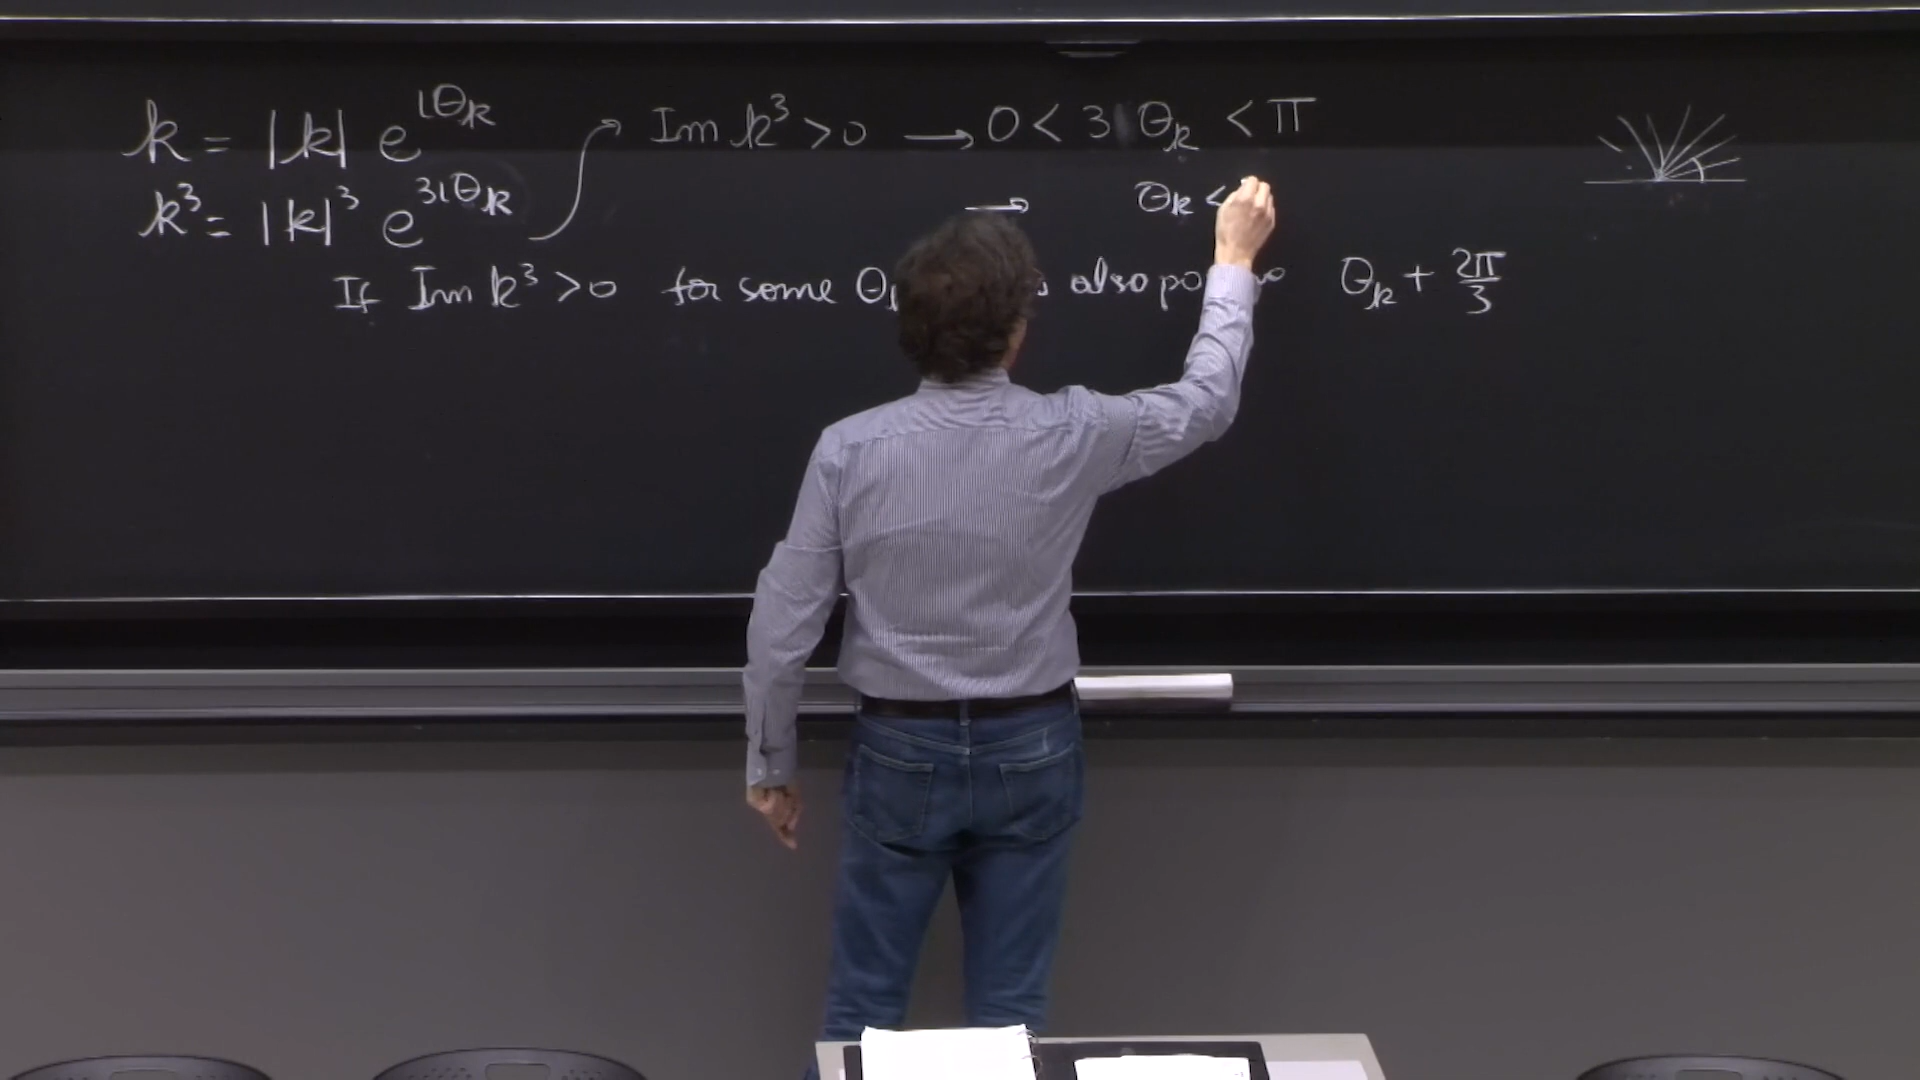 k = |k| e^{iθ_k} Im k³ > 0 → 0 < 3 θ_k < π
k³ = |k|³ e^{3iθ_k} → θ_k <
If Im k³ > 0 for some θ also θ_k + 2π/3